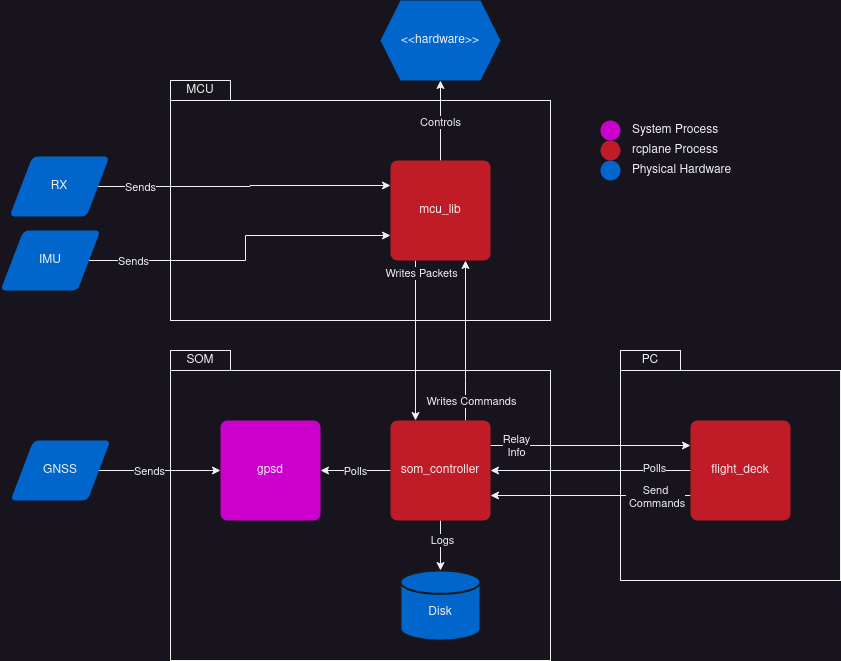 <<hardware>>
MCU
Controls
System Process
rcplane Process
Physical Hardware
RX
Sends
mcu_lib
IMU
Sends
Writes Packets
SOM
PC
Writes Commands
Relay
Info
GNSS
Sends
gpsd
Polls
som_controller
Polls
flight_deck
Send
Commands
Logs
Disk